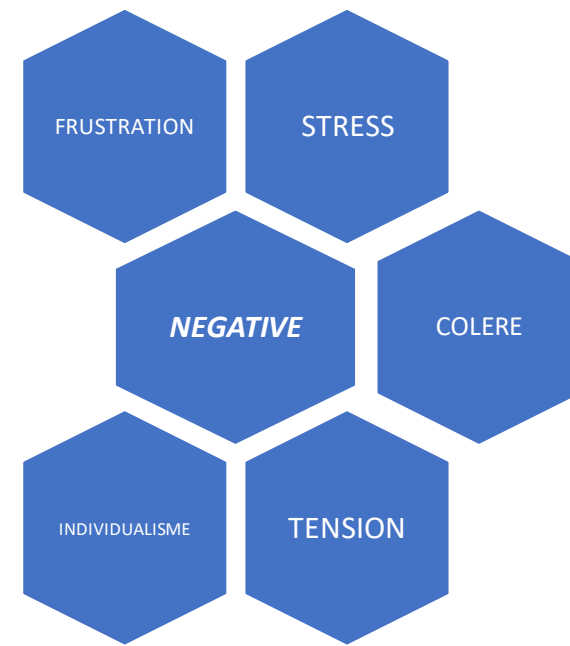 FRUSTRATION
STRESS
NEGATIVE
COLERE
INDIVIDUALISME
TENSION